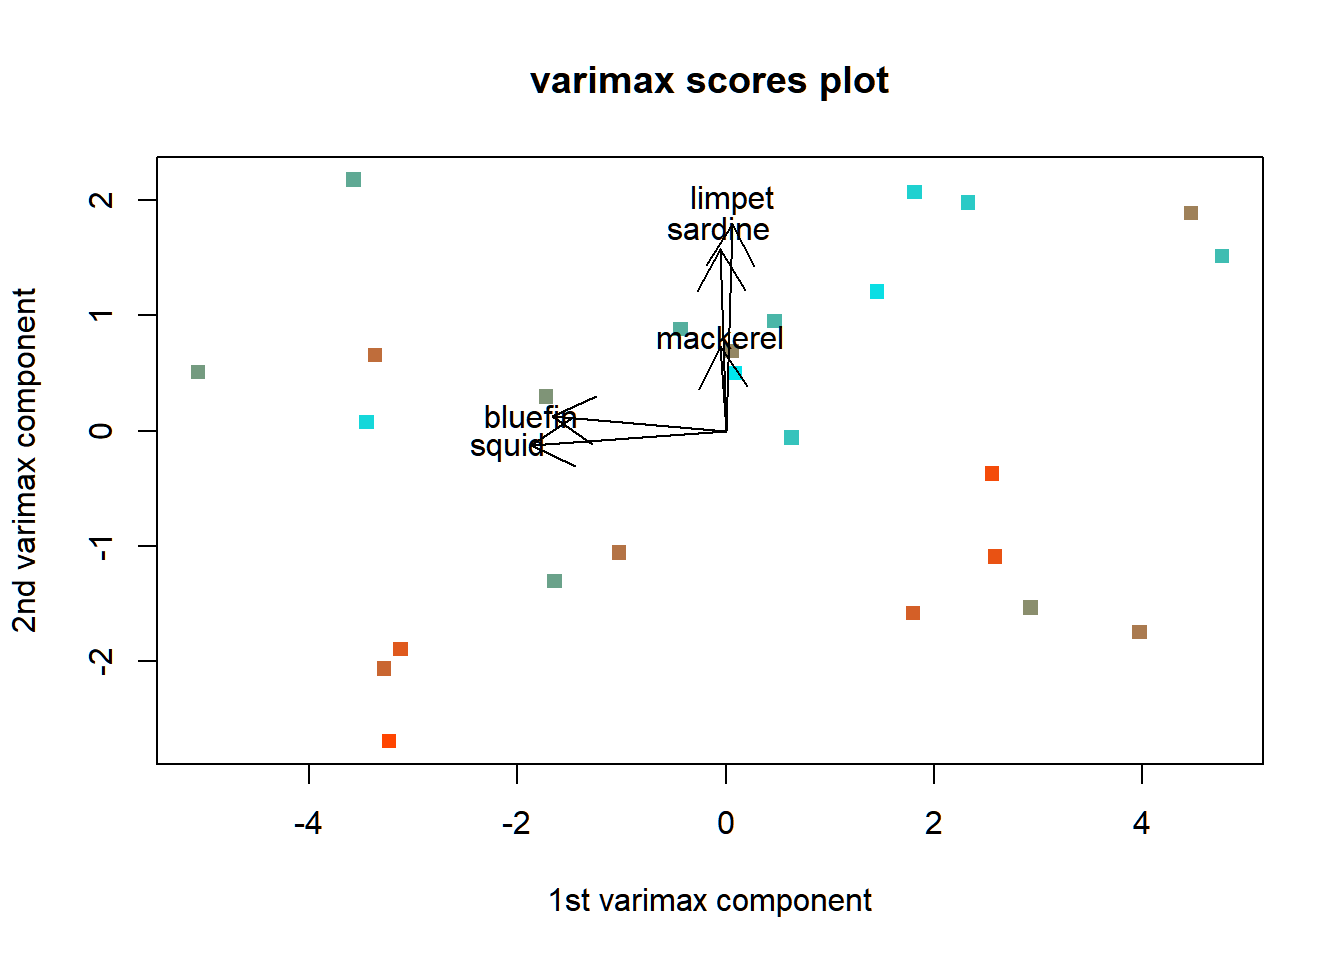 varimax scores plot
2nd varimax component
2
1
0
-1
-2
limpet
sardine
mackerel
bluefin
squid
-4
-2
0
2
4
1st varimax component